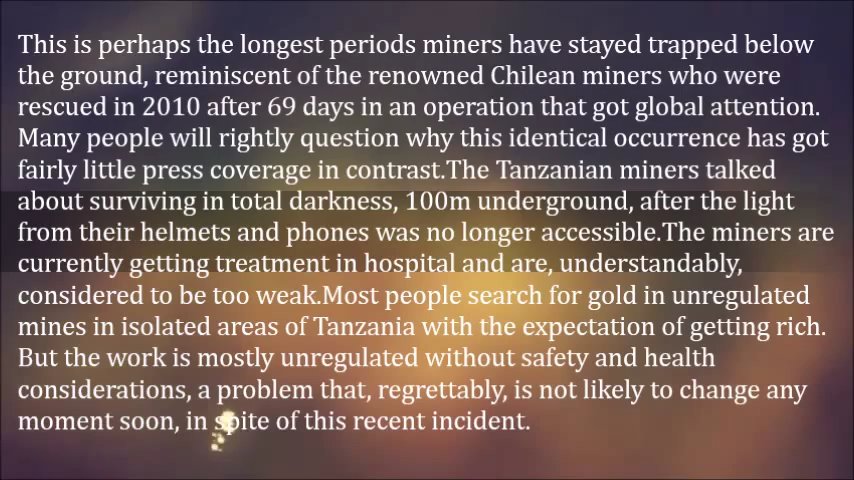 This is perhaps the longest periods miners have stayed trapped below
the ground, reminiscent of the renowned Chilean miners who were
rescued in 2010 after 69 days in an operation that got global attention.
Many people will rightly question why this identical occurrence has got
fairly little press coverage in contrast.The Tanzanian miners talked
about surviving in total darkness, 100m underground, after the light
from their helmets and phones was no longer accessible.The miners are
currently getting treatment in hospital and are, understandably,
considered to be too weak.Most people search for gold in unregulated
mines in isolated areas of Tanzania with the expectation of getting rich.
But the work is mostly unregulated without safety and health
considerations, a problem that, regrettably, is not likely to change any
moment soon, in spite of this recent incident.